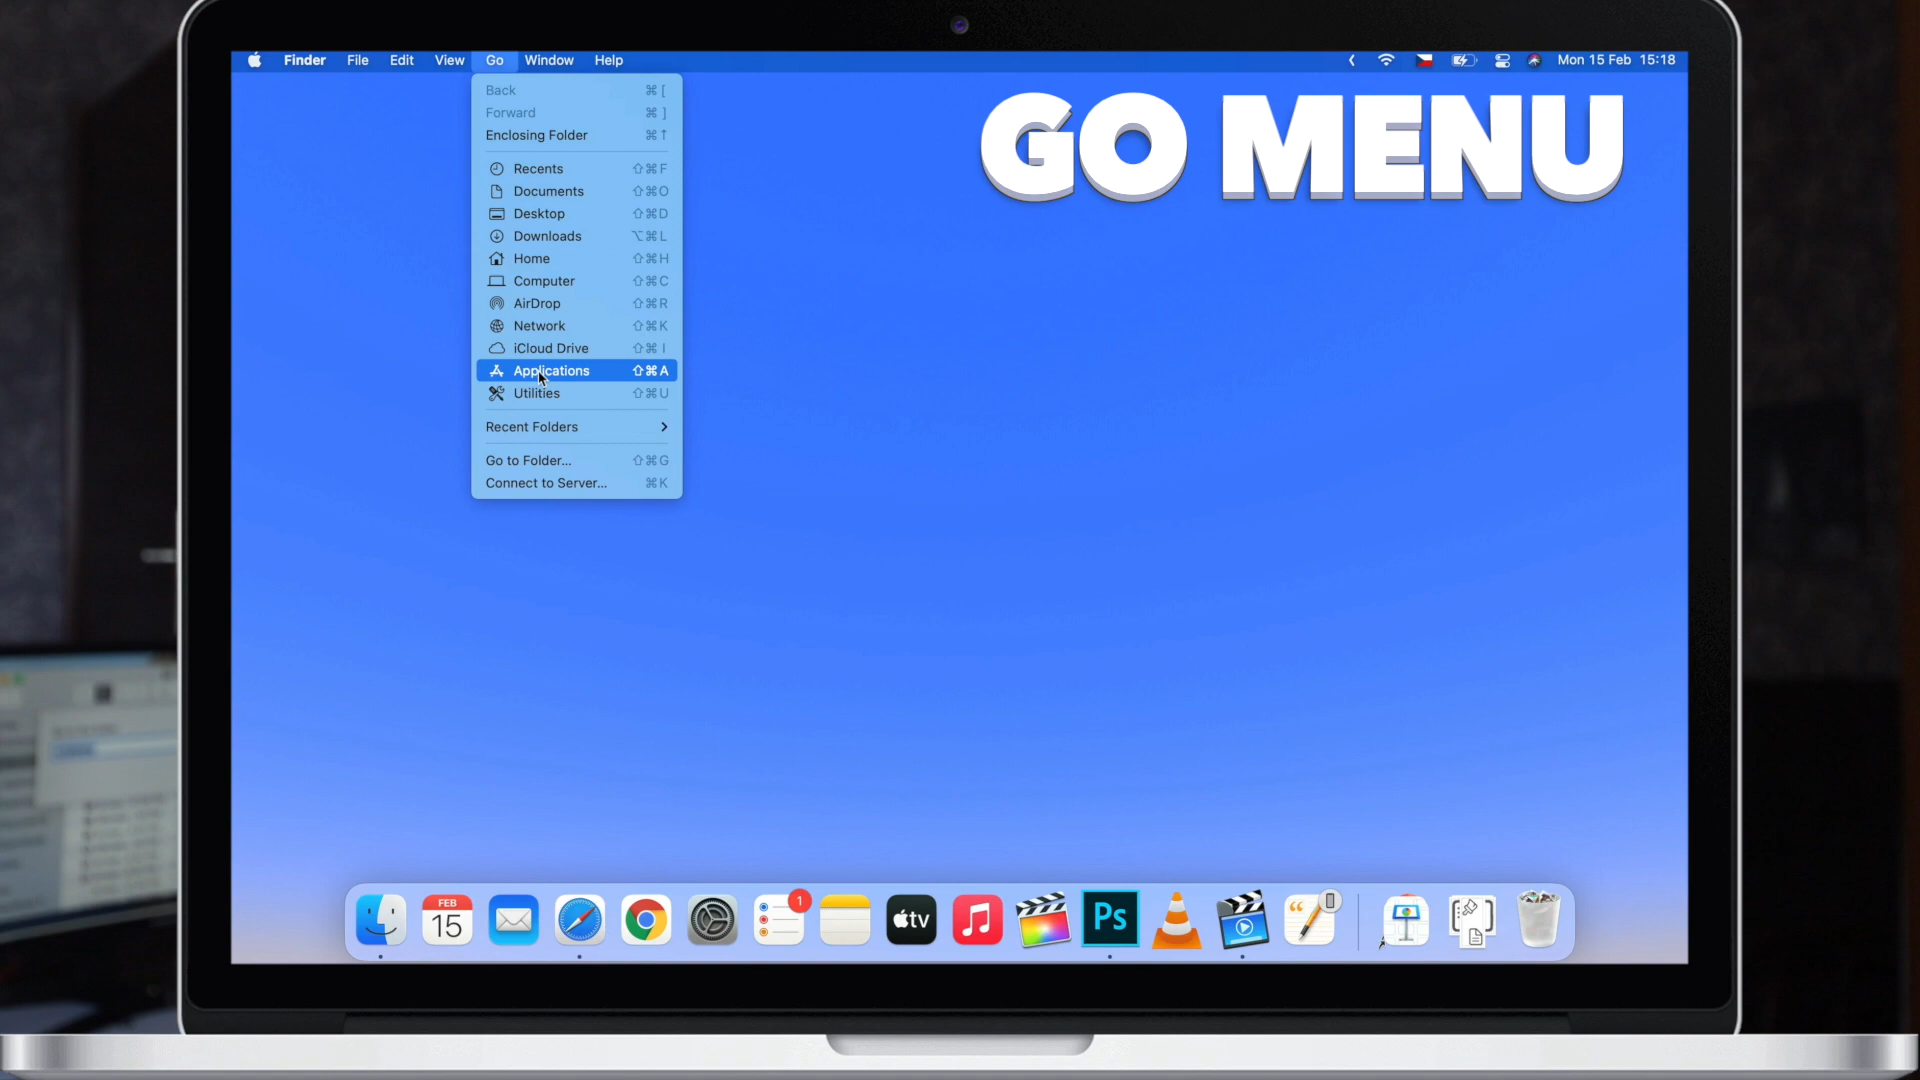 Finder File Edit View Go Window Help Mon 15 Feb 15:18
GO MENU
Back ⌘ [
Forward ⌘ ]
Enclosing Folder ⌘↑
Recents ⇧⌘F
Documents ⇧⌘O
Desktop ⇧⌘D
Downloads ⌥⌘L
Home ⇧⌘H
Computer ⇧⌘C
AirDrop ⇧⌘R
Network ⇧⌘K
iCloud Drive ⇧⌘I
Applications ⇧⌘A
Utilities ⇧⌘U
Recent Folders
Go to Folder... ⇧⌘G
Connect to Server... ⌘K
FEB
15
1
tv
Ps